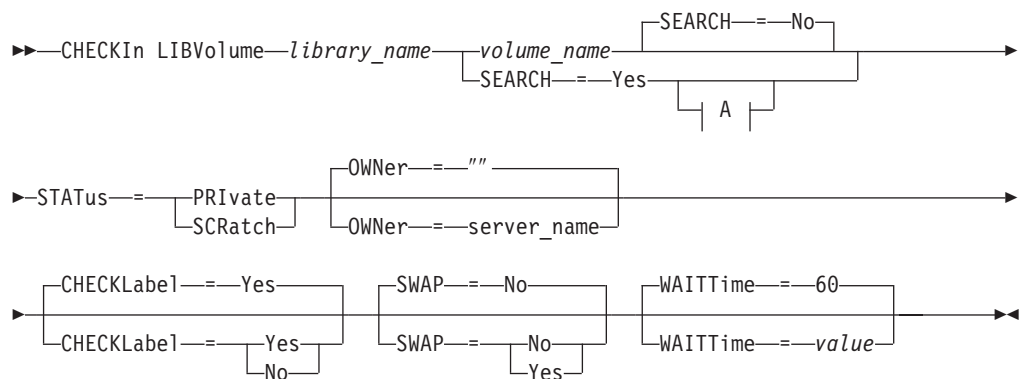 SEARCH = No
CHECKIn LIBVolume library_name volume_name
SEARCH = Yes
A
OWNer = ""
STATus = PRIvate
SCRatch OWNer = server_name
CHECKLabel = Yes SWAP = No WAITTime = 60
CHECKLabel = Yes SWAP = No WAITTime = value
No Yes